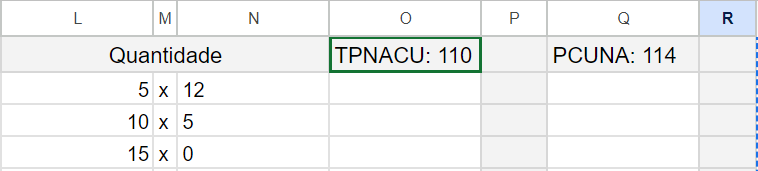 L M N O P Q R
Quantidade TPNACU: 110 PCUNA: 114
5 x 12
10 x 5
15 x 0